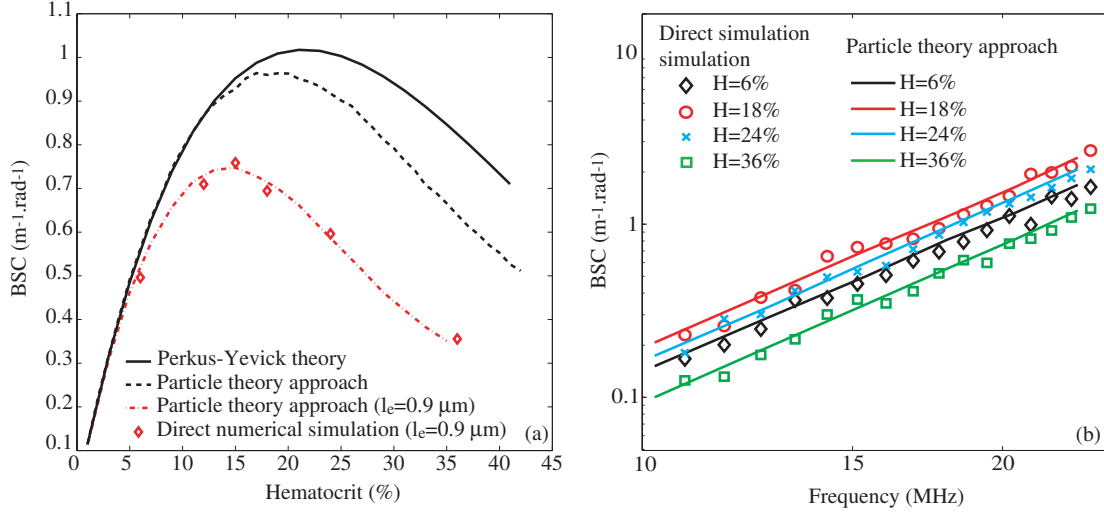 1.1
1
0.9
0.8
0.7
0.6
0.5
0.4
0.3
0.2
0.1
BSC (m-1.rad-1)
Perkus-Yevick theory
Particle theory approach
Particle theory approach (le=0.9 µm)
Direct numerical simulation (le=0.9 µm)
(a)
0 5 10 15 20 25 30 35 40 45
Hematocrit (%)
10
1
0.1
BSC (m-1.rad-1)
Direct simulation
simulation
H=6%
H=18%
H=24%
H=36%
Particle theory approach
H=6%
H=18%
H=24%
H=36%
(b)
10 15 20
Frequency (MHz)